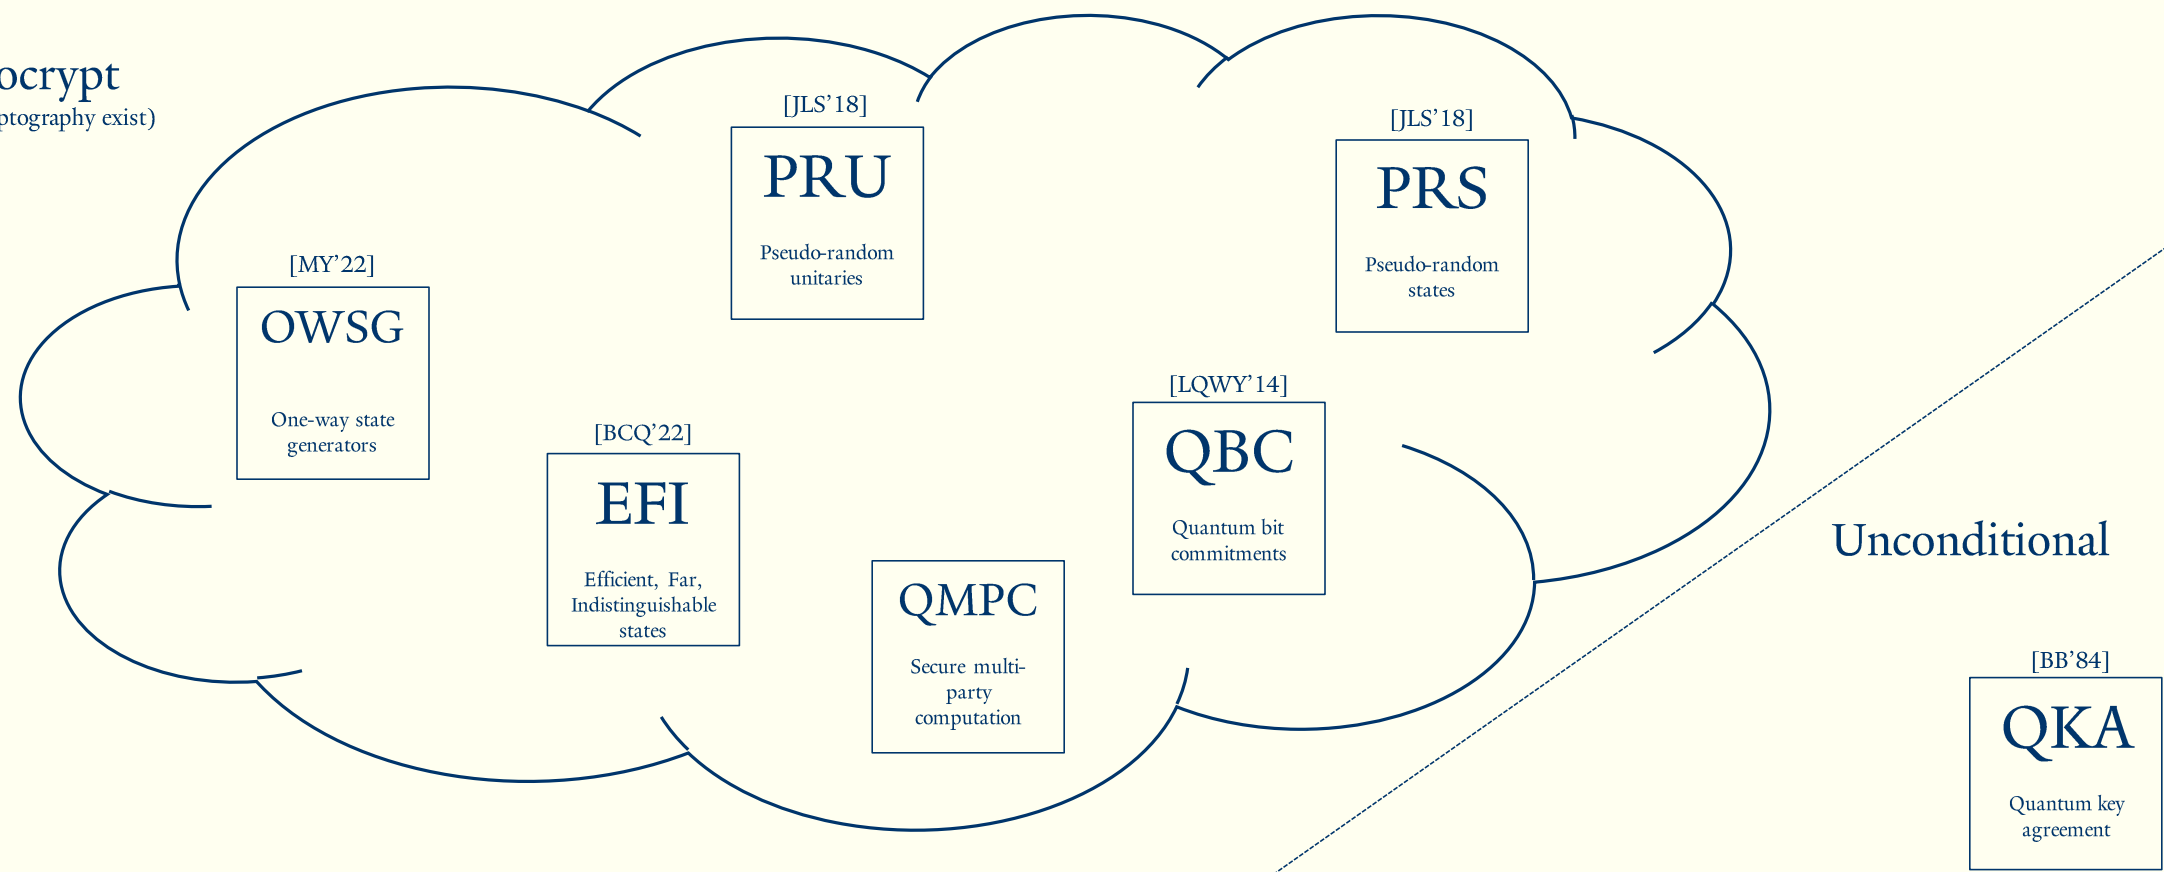 ocrypt
ptography exist)
[JLS’18]
PRU
Pseudo-random
unitaries
[JLS’18]
PRS
Pseudo-random
states
[MY’22]
OWSG
One-way state
generators
[BCQ’22]
EFI
Efficient, Far,
Indistinguishable
states
[LQWY’14]
QBC
Quantum bit
commitments
QMPC
Secure multi-
party
computation
Unconditional
[BB’84]
QKA
Quantum key
agreement